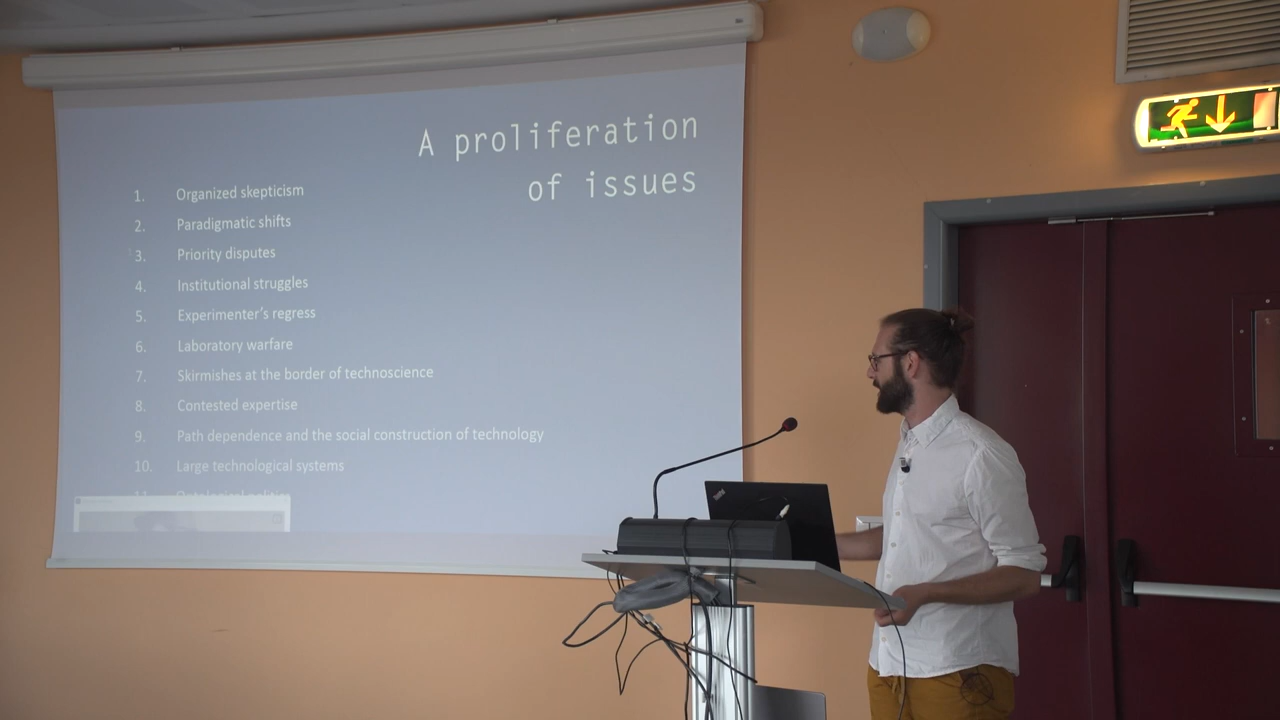 A proliferation
of issues
1. Organized skepticism
2. Paradigmatic shifts
3. Priority disputes
4. Institutional struggles
5. Experimenter's regress
6. Laboratory warfare
7. Skirmishes at the border of technoscience
8. Contested expertise
9. Path dependence and the social construction of technology
10. Large technological systems